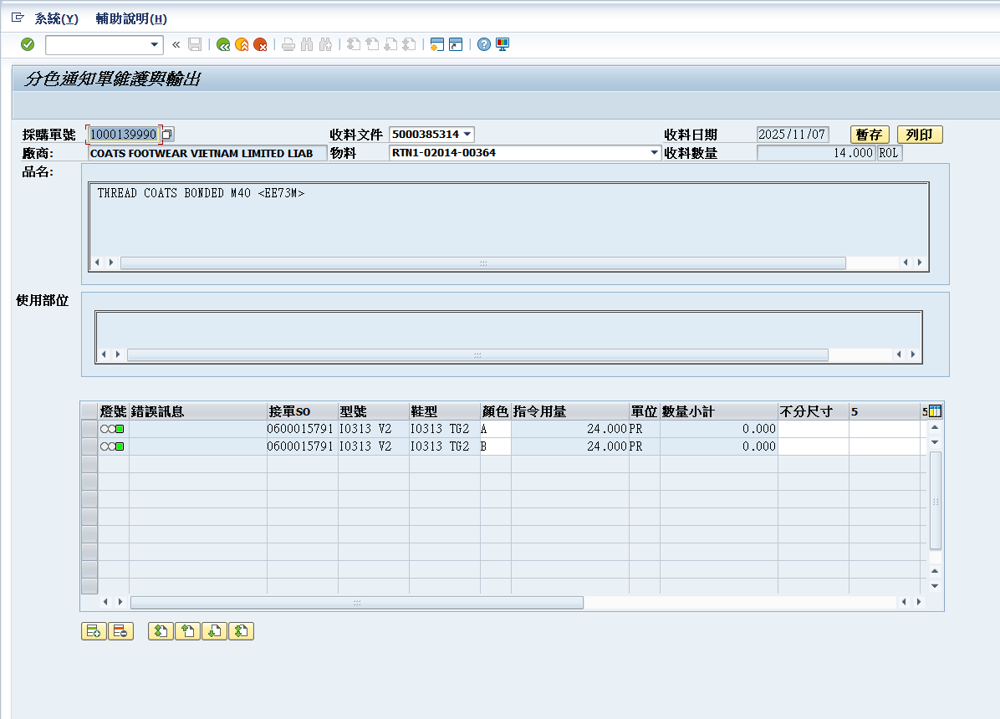 系統(Y) 輔助說明(H)
分色通知單維護與輸出
採購單號 1000139990 收料文件 5000385314 收料日期 2025/11/07 暫存 列印
廠商: COATS FOOTWEAR VIETNAM LIMITED LIAB 物料 RTN1-02014-00364 收料數量 14.000 ROL
品名:
THREAD COATS BONDED M40 <EE73M>
使用部位
燈號 錯誤訊息 接單SO 型號 鞋型 顏色 指令用量 單位 數量小計 不分尺寸 5 5
0600015791 I0313 V2 I0313 TG2 A 24.000 PR 0.000
0600015791 I0313 V2 I0313 TG2 B 24.000 PR 0.000